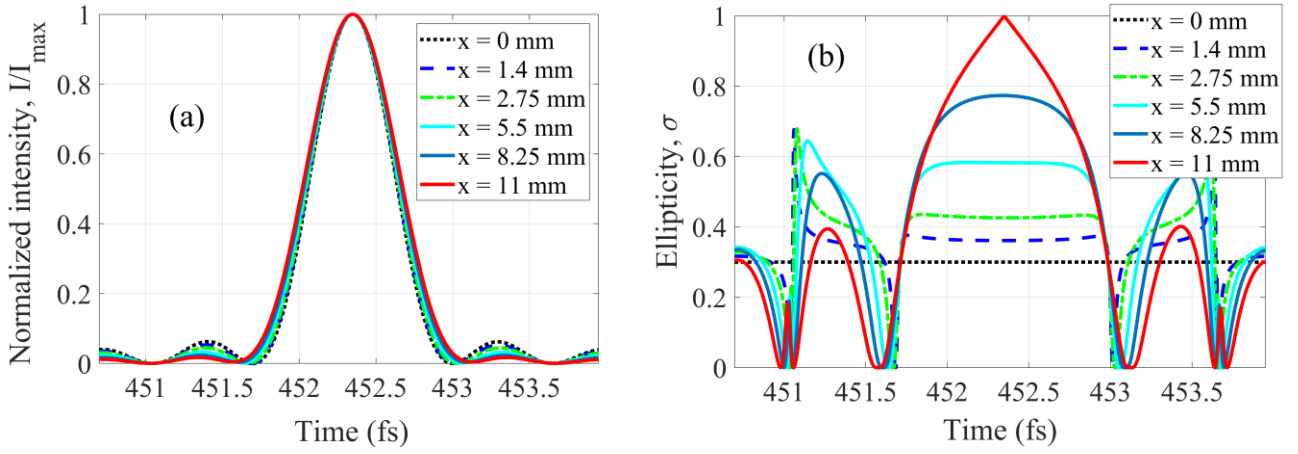 Normalized intensity, I/I_max
1
0.8
0.6
0.4
0.2
0
(a)
x = 0 mm
x = 1.4 mm
x = 2.75 mm
x = 5.5 mm
x = 8.25 mm
x = 11 mm
451 451.5 452 452.5 453 453.5
Time (fs)
Ellipticity, σ
1
0.8
0.6
0.4
0.2
0
(b)
x = 0 mm
x = 1.4 mm
x = 2.75 mm
x = 5.5 mm
x = 8.25 mm
x = 11 mm
451 451.5 452 452.5 453 453.5
Time (fs)